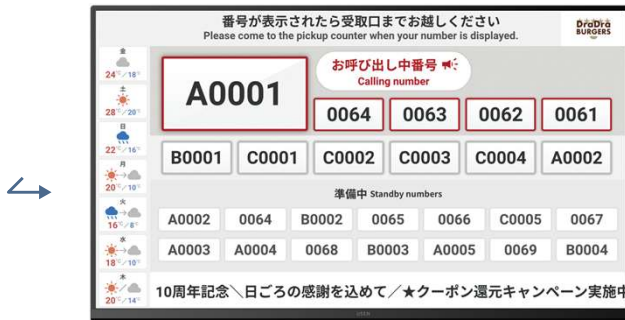 番号が表示されたら受取口までお越しください
Please come to the pickup counter when your number is displayed.
DraDra
BURGERS
金
24℃/18℃
土
28℃/20℃
日
22℃/16℃
月
20℃/10℃
火
16℃/8℃
水
18℃/10℃
木
20℃/14℃
A0001
お呼び出し中番号
Calling number
0064 0063 0062 0061
B0001 C0001 C0002 C0003 C0004 A0002
準備中 Standby numbers
A0002 0064 B0002 0065 0066 C0005 0067
A0003 A0004 0068 B0003 A0005 0069 B0004
10周年記念＼日ごろの感謝を込めて／★クーポン還元キャンペーン実施中